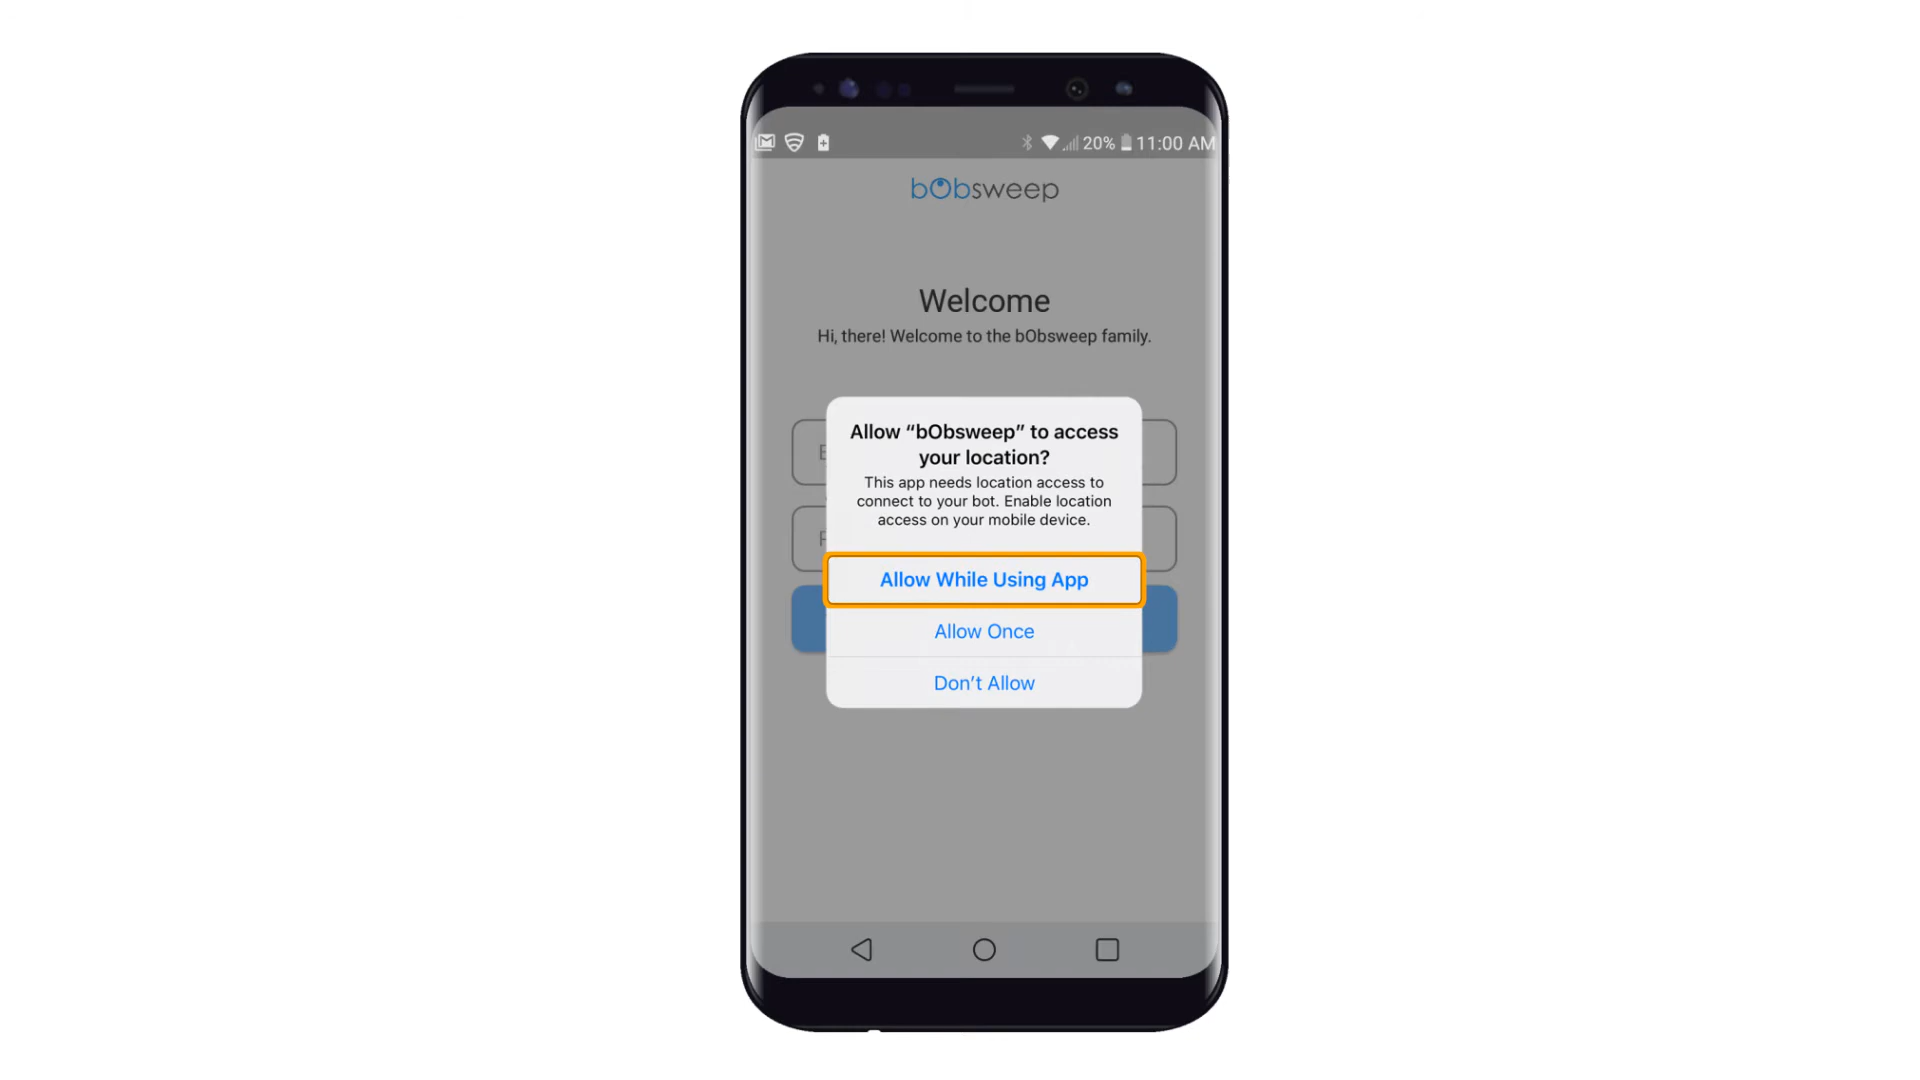 20% 11:00 AM
bObsweep
Welcome
Hi, there! Welcome to the bObsweep family.
Allow “bObsweep” to access
your location?
This app needs location access to
connect to your bot. Enable location
access on your mobile device.
Allow While Using App
Allow Once
Don’t Allow